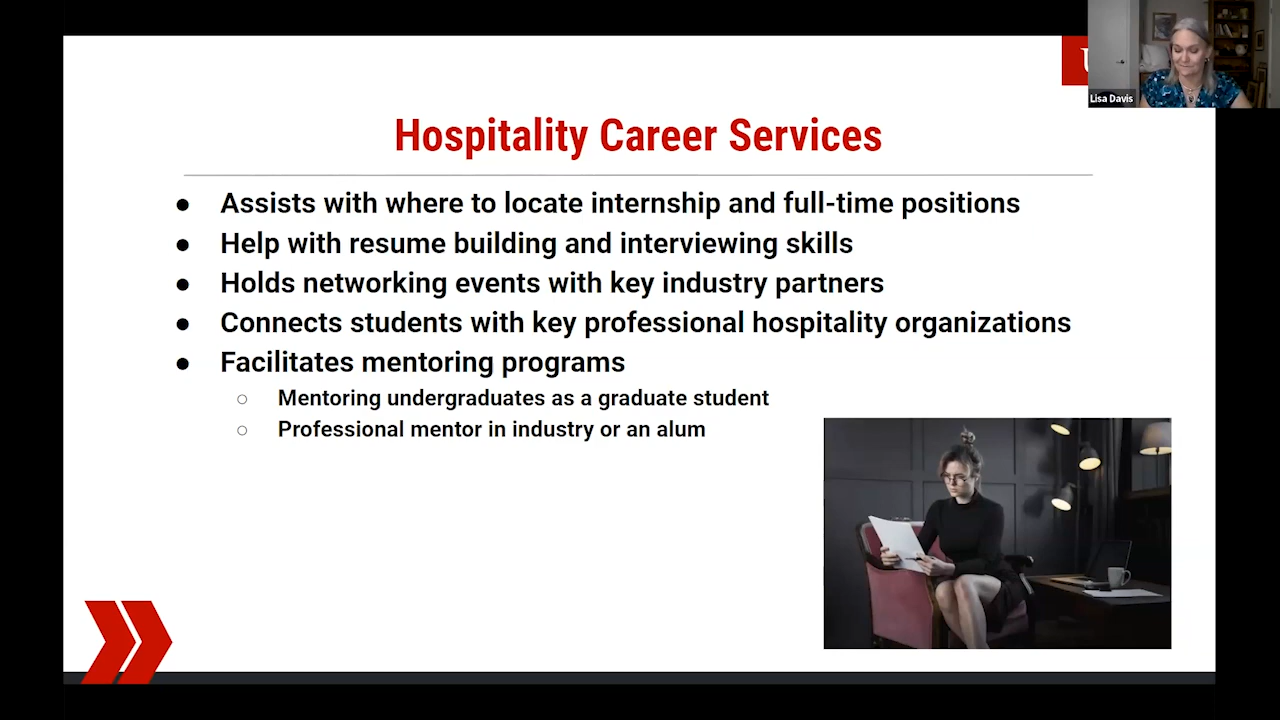 Lisa Davis
Hospitality Career Services
● Assists with where to locate internship and full-time positions
● Help with resume building and interviewing skills
● Holds networking events with key industry partners
● Connects students with key professional hospitality organizations
● Facilitates mentoring programs
○ Mentoring undergraduates as a graduate student
○ Professional mentor in industry or an alum